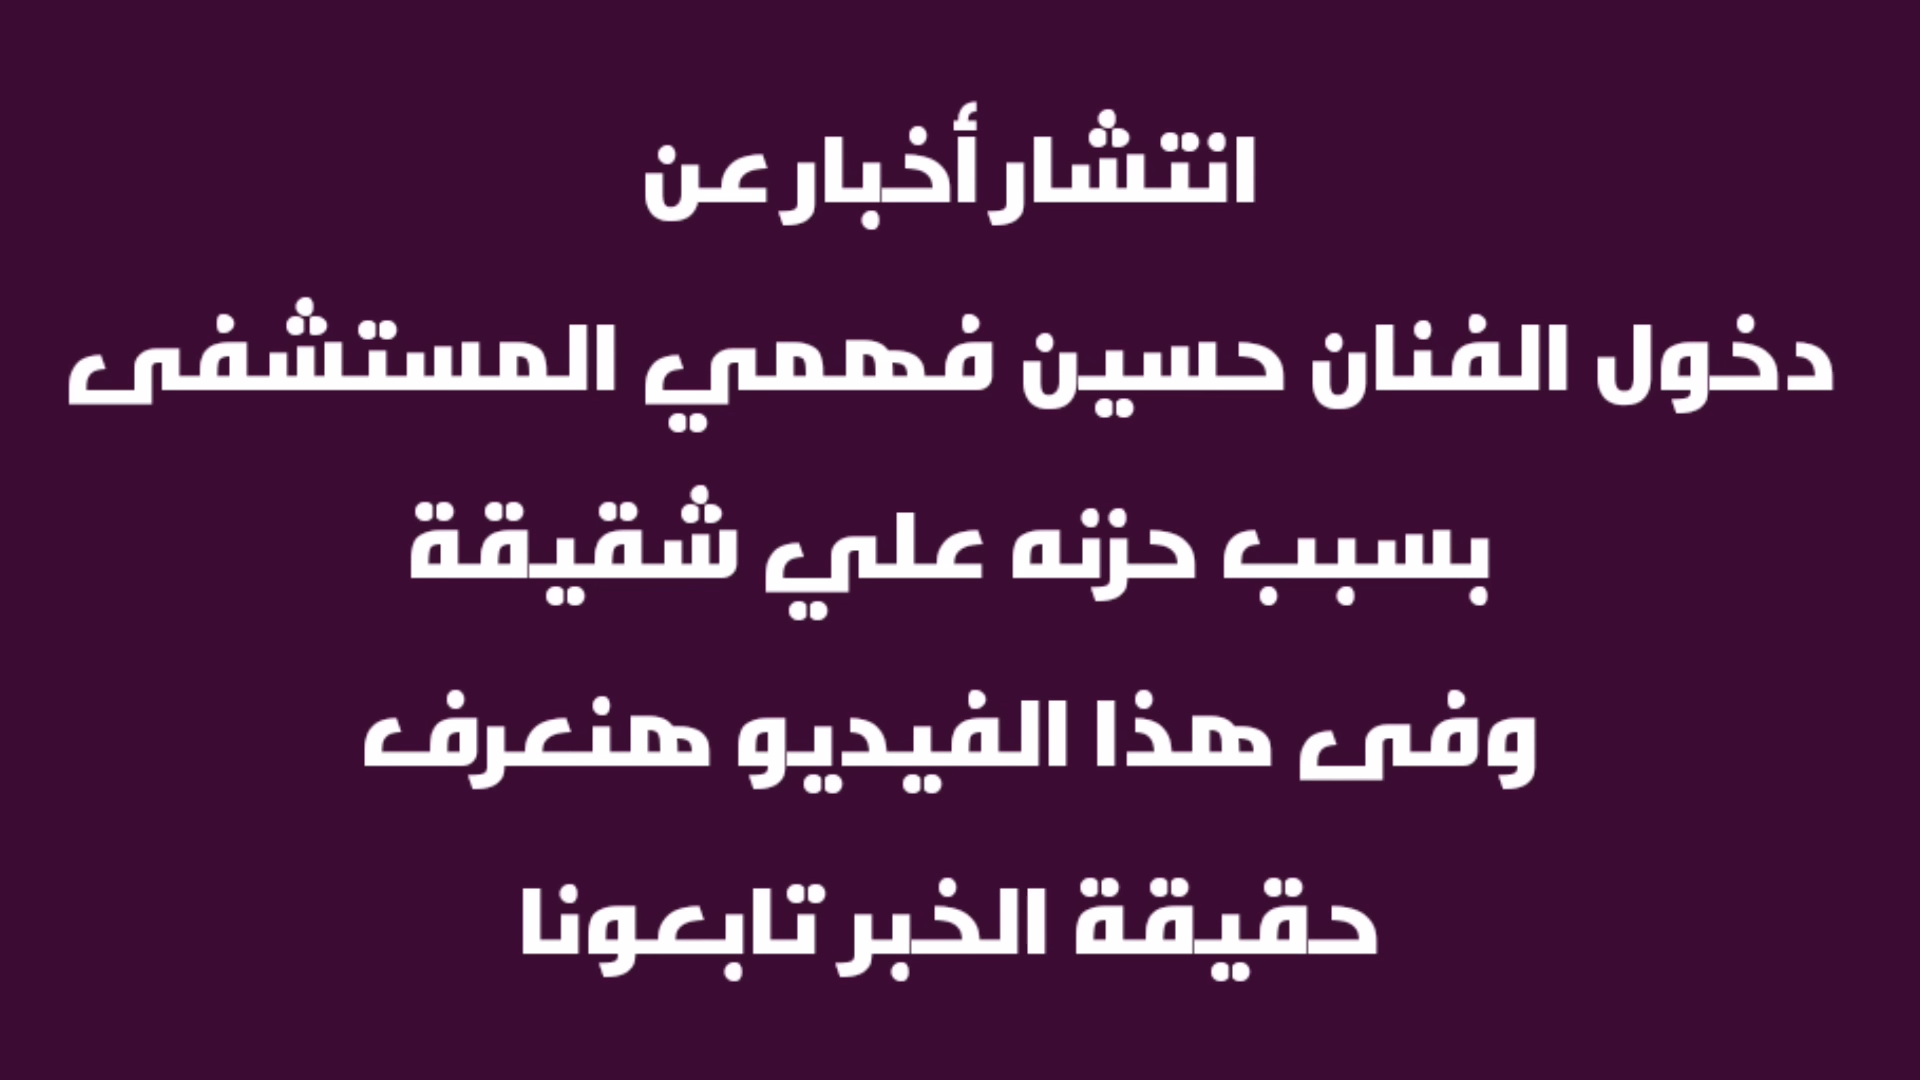 انتشار أخبار عن
دخول الفنان حسين فهمي المستشفى
بسبب حزنه علي شقيقة
وفى هذا الفيديو هنعرف
حقيقة الخبر تابعونا